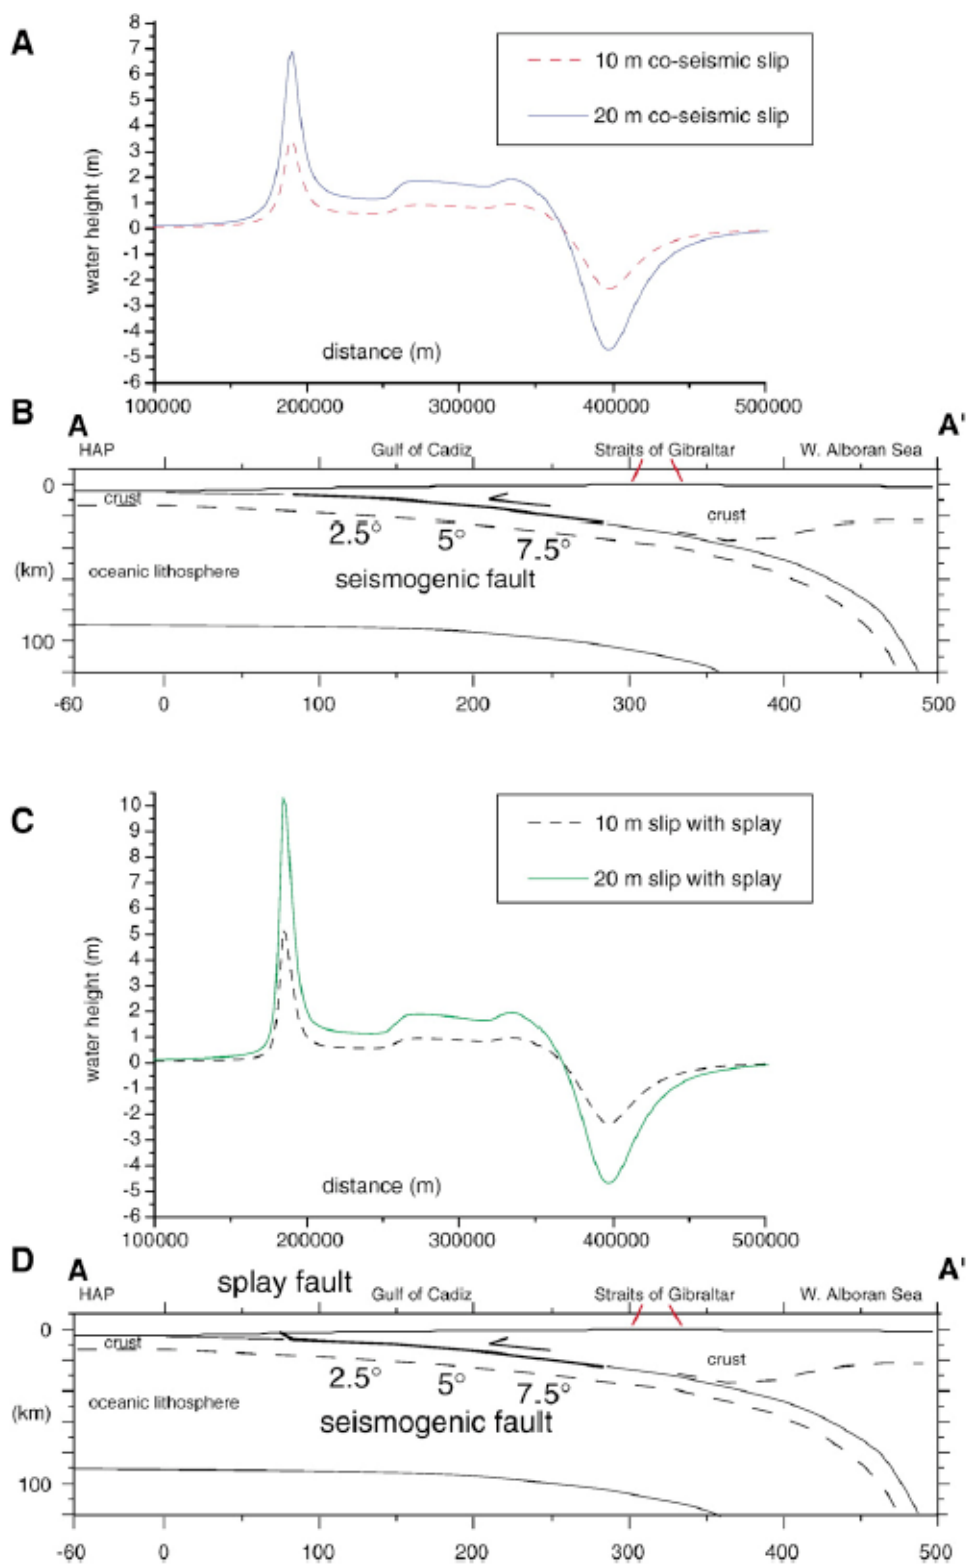 A
8
7
6
5
4
3
2
1
0
-1
-2
-3
-4
-5
-6
water height (m)
10 m co-seismic slip
20 m co-seismic slip
distance (m)
100000 200000 300000 400000 500000
B A A'
HAP Gulf of Cadiz Straits of Gibraltar W. Alboran Sea
0
crust crust
2.5° 5° 7.5°
(km) oceanic lithosphere seismogenic fault
100
-60 0 100 200 300 400 500
C
10
9
8
7
6
5
4
3
2
1
0
-1
-2
-3
-4
-5
-6
water height (m)
10 m slip with splay
20 m slip with splay
distance (m)
100000 200000 300000 400000 500000
D A splay fault A'
HAP Gulf of Cadiz Straits of Gibraltar W. Alboran Sea
0
crust crust
2.5° 5° 7.5°
oceanic lithosphere
(km) seismogenic fault
100
-60 0 100 200 300 400 500